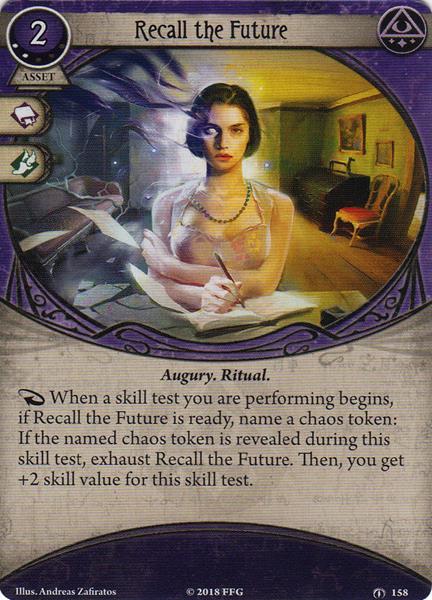 Recall the Future
2
ASSET
Augury. Ritual.
When a skill test you are performing begins,
if Recall the Future is ready, name a chaos token:
If the named chaos token is revealed during this
skill test, exhaust Recall the Future. Then, you get
+2 skill value for this skill test.
Illus. Andreas Zafiratos
© 2018 FFG
158